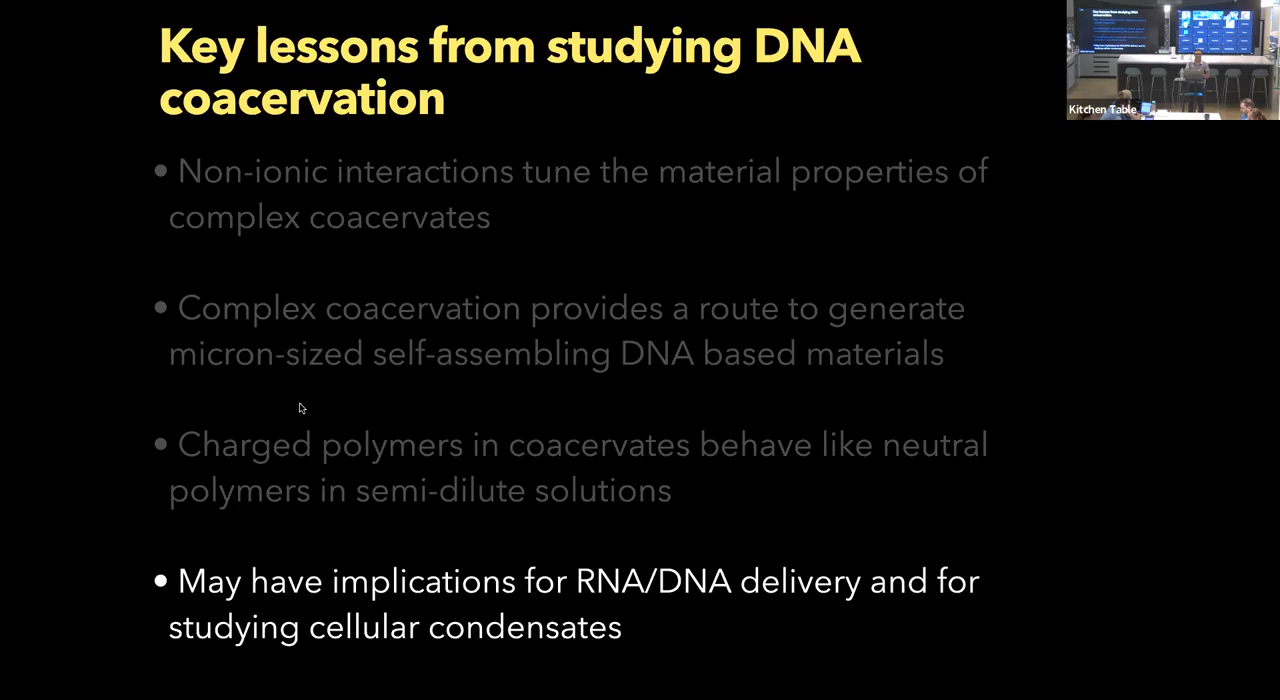 Key lessons from studying DNA
coacervation
• Non-ionic interactions tune the material properties of
complex coacervates
• Complex coacervation provides a route to generate
micron-sized self-assembling DNA based materials
• Charged polymers in coacervates behave like neutral
polymers in semi-dilute solutions
• May have implications for RNA/DNA delivery and for
studying cellular condensates
Kitchen Table